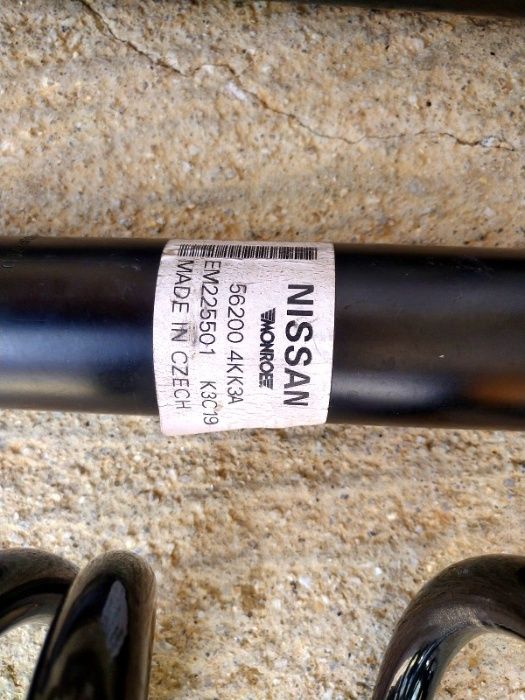 NISSAN
MONROE
56200 4KK3A
EM225501 K3C19
MADE IN CZECH